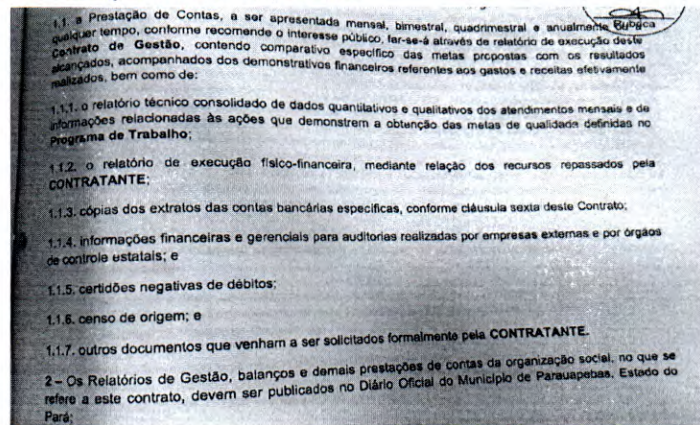 1.1. a Prestação de Contas, a ser apresentada mensal, bimestral, quadrimestral e anualmente ou a
qualquer tempo, conforme recomende o interesse público, far-se-á através de relatório de execução deste
Contrato de Gestão, contendo comparativo específico das metas propostas com os resultados
alcançados, acompanhados dos demonstrativos financeiros referentes aos gastos e receitas efetivamente
realizados, bem como de:
1.1.1. o relatório técnico consolidado de dados quantitativos e qualitativos dos atendimentos mensais e de
informações relacionadas às ações que demonstrem a obtenção das metas de qualidade definidas no
Programa de Trabalho;
1.1.2. o relatório de execução físico-financeira, mediante relação dos recursos repassados pela
CONTRATANTE;
1.1.3. cópias dos extratos das contas bancárias especificas, conforme cláusula sexta deste Contrato;
1.1.4. informações financeiras e gerenciais para auditorias realizadas por empresas externas e por órgãos
de controle estatais; e
1.1.5. certidões negativas de débitos;
1.1.6. censo de origem; e
1.1.7. outros documentos que venham a ser solicitados formalmente pela CONTRATANTE.
2 – Os Relatórios de Gestão, balanços e demais prestações de contas da organização social, no que se
refere a este contrato, devem ser publicados no Diário Oficial do Município de Parauapebas, Estado do
Pará;